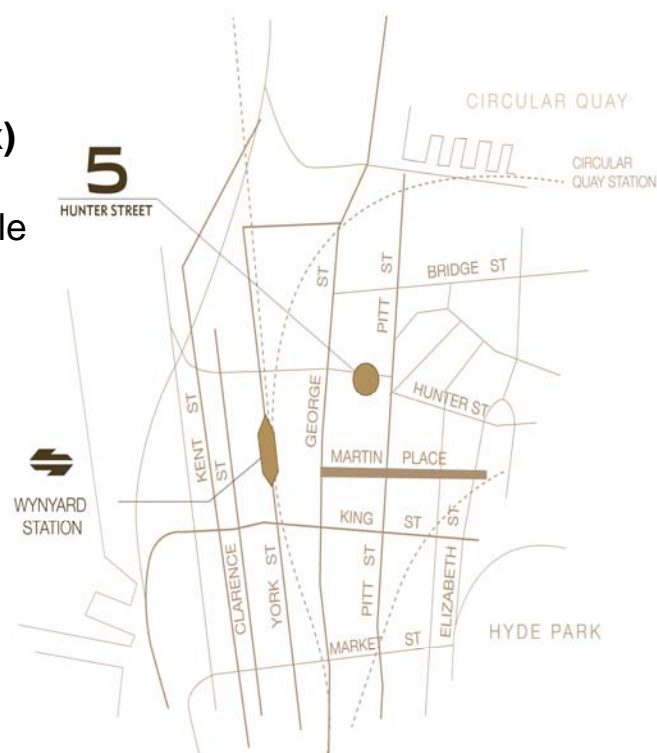 CIRCULAR QUAY
x)
5
HUNTER STREET
CIRCULAR
QUAY STATION
le
BRIDGE ST
ST
PITT ST
GEORGE
HUNTER ST
KENT ST
ST
MARTIN PLACE
WYNYARD
STATION
KING ST
CLARENCE
YORK ST
PITT ST
ELIZABETH ST
HYDE PARK
MARKET ST